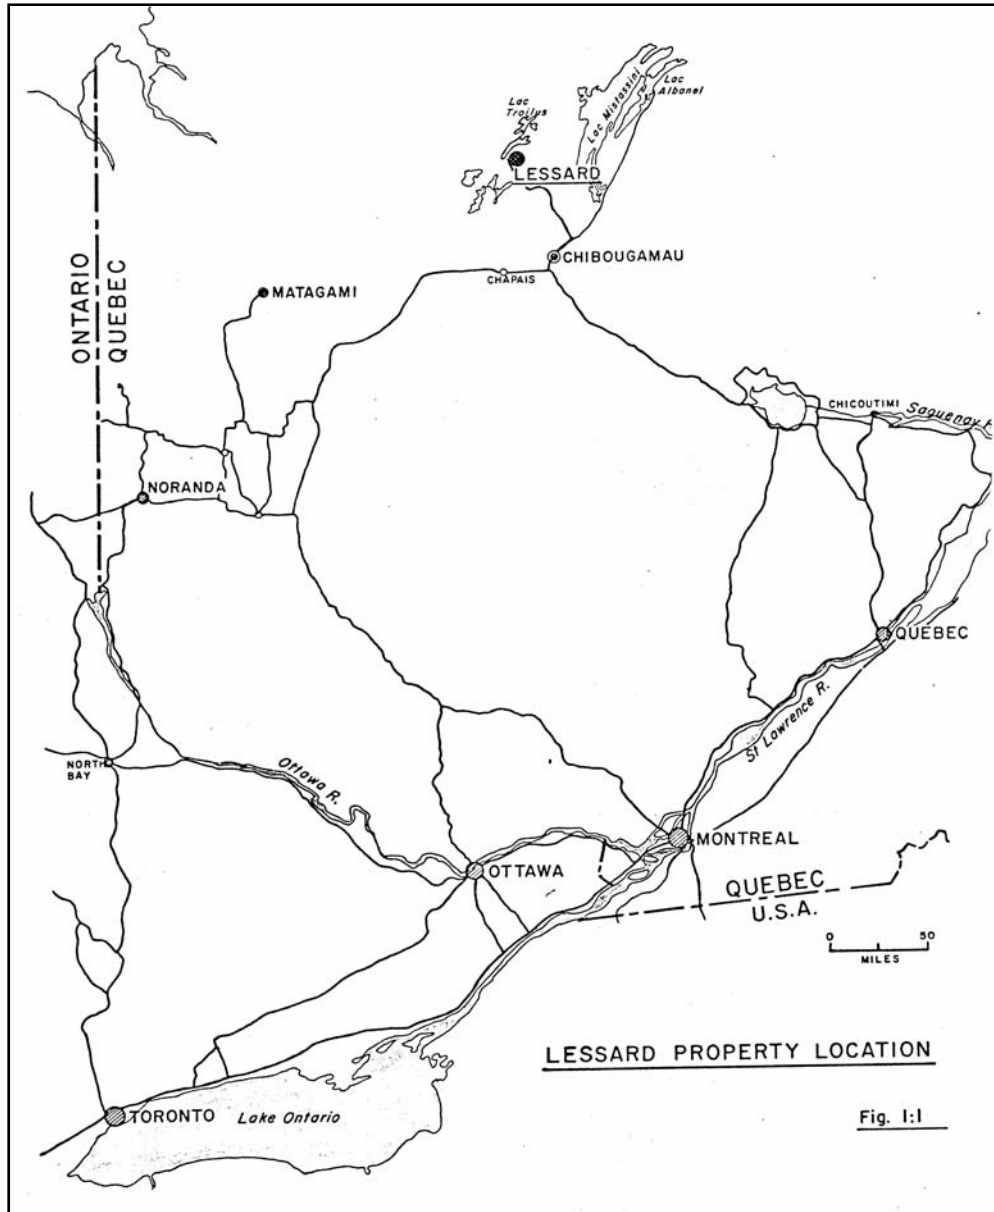 Lac
Troilus
Lac Mistassini
Lac
Albanel
LESSARD
ONTARIO
QUEBEC
CHIBOUGAMAU
CHAPAIS
MATAGAMI
CHICOUTIMI
Saguenay R
NORANDA
QUEBEC
St Lawrence R.
NORTH
BAY
Ottawa R.
MONTREAL
OTTAWA
QUEBEC
U.S.A.
0 50
MILES
LESSARD PROPERTY LOCATION
TORONTO
Lake Ontario
Fig. 1:1